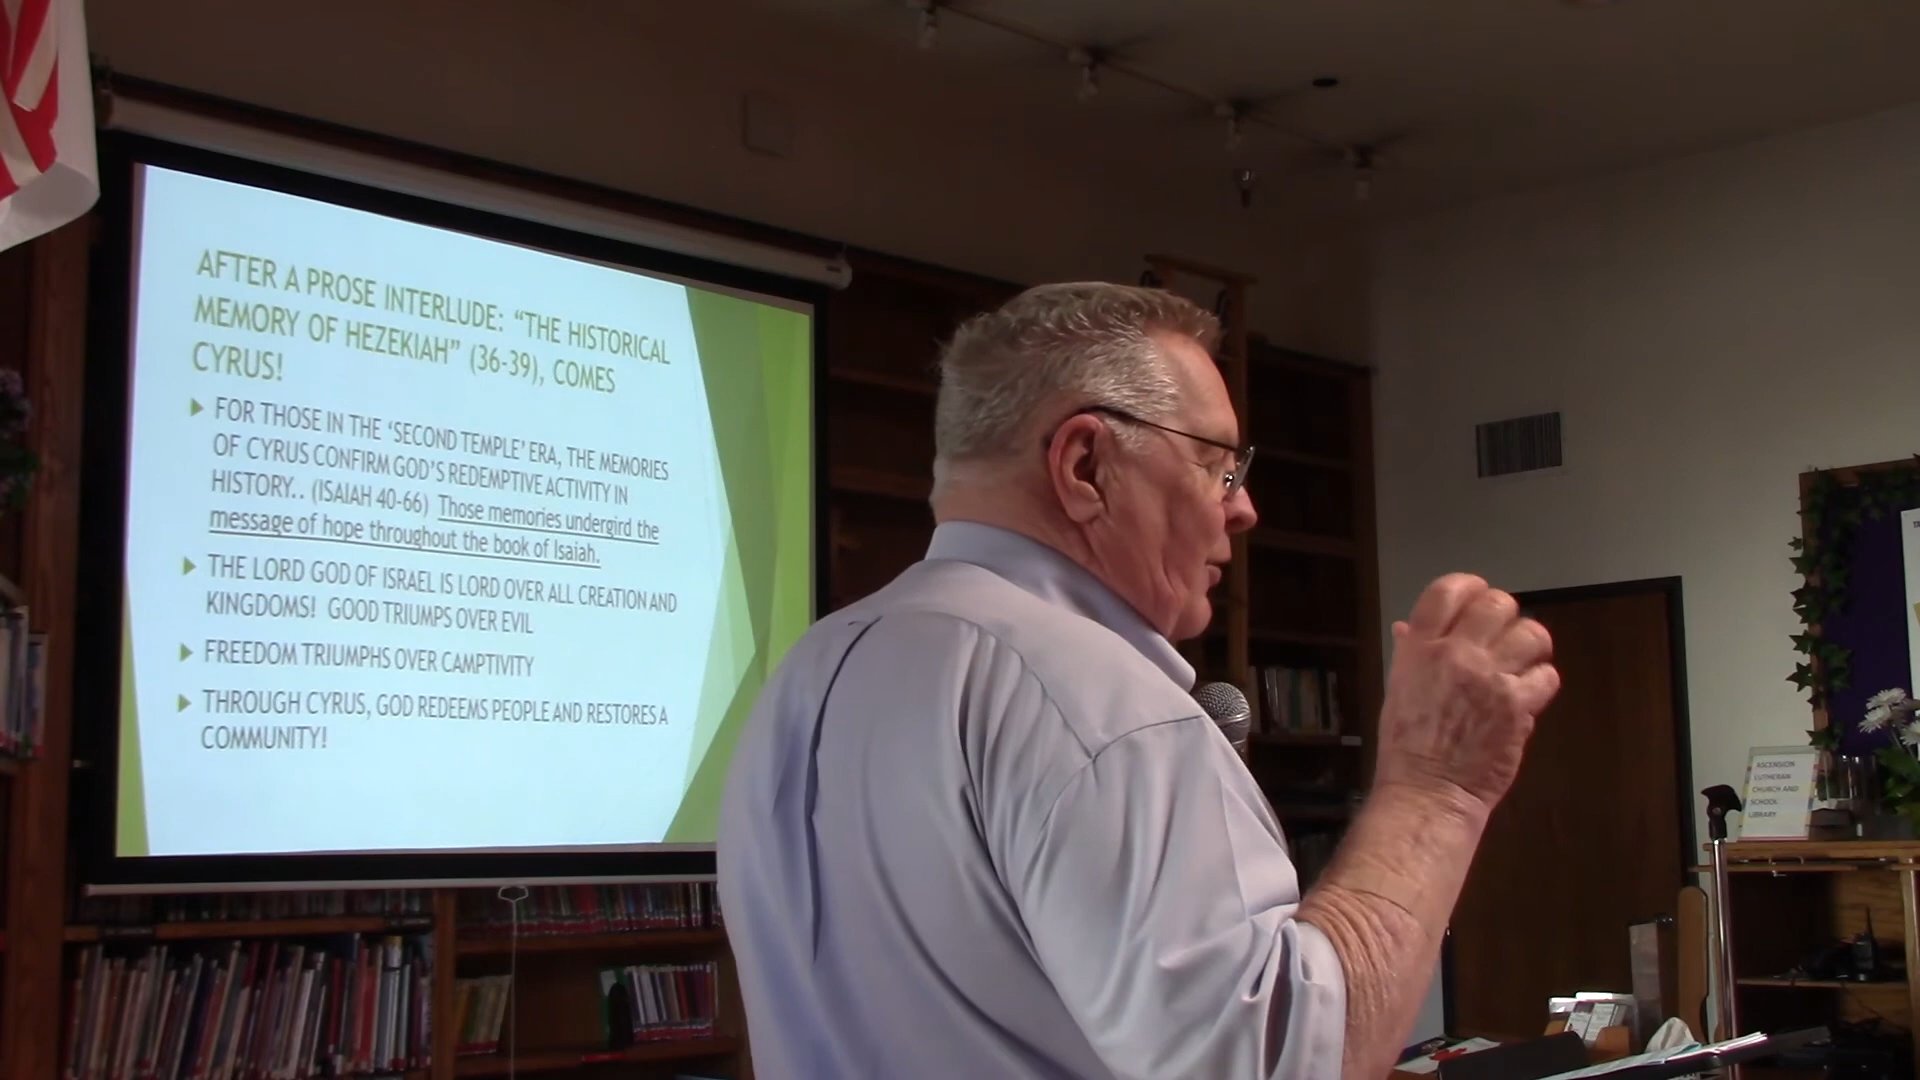 AFTER A PROSE INTERLUDE: “THE HISTORICAL
MEMORY OF HEZEKIAH” (36-39), COMES
CYRUS!
FOR THOSE IN THE ‘SECOND TEMPLE’ ERA, THE MEMORIES
OF CYRUS CONFIRM GOD’S REDEMPTIVE ACTIVITY IN
HISTORY.. (ISAIAH 40-66) Those memories undergird the
message of hope throughout the book of Isaiah.
THE LORD GOD OF ISRAEL IS LORD OVER ALL CREATION AND
KINGDOMS! GOOD TRIUMPS OVER EVIL
FREEDOM TRIUMPHS OVER CAMPTIVITY
THROUGH CYRUS, GOD REDEEMS PEOPLE AND RESTORES A
COMMUNITY!
ASCENSION
LUTHERAN
CHURCH AND
SCHOOL
LIBRARY